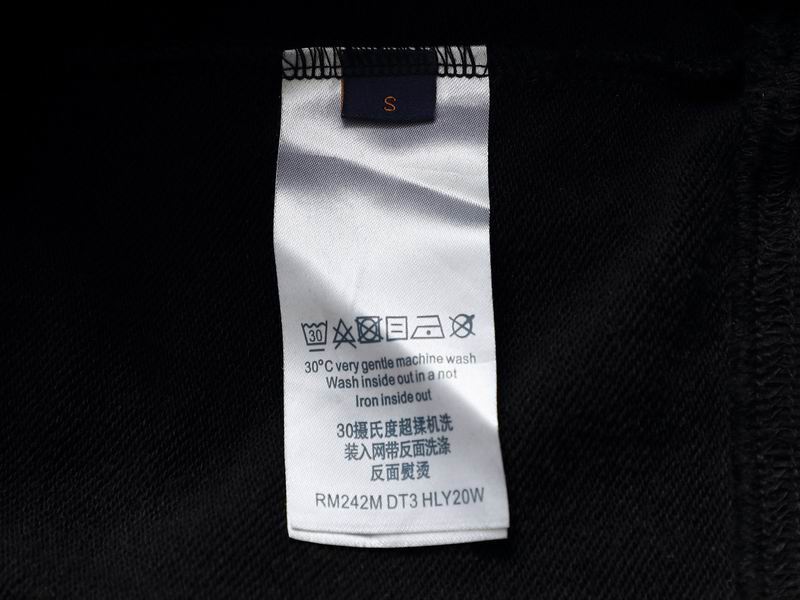 S
30
30°C very gentle machine wash
Wash inside out in a not
Iron inside out
30摄氏度超揉机洗
装入网带反面洗涤
反面熨烫
RM242M DT3 HLY20W